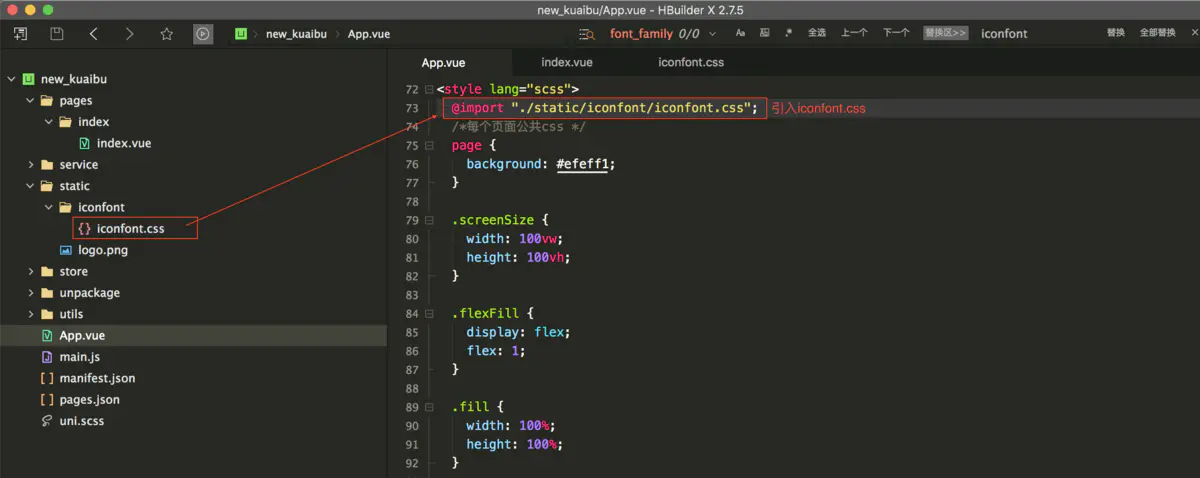 new_kuaibu/App.vue - HBuilder X 2.7.5
new_kuaibu App.vue
font_family 0/0 Aa .* 全选 上一个 下一个 替换区>> iconfont 替换 全部替换
new_kuaibu
pages
index
index.vue
service
static
iconfont
{} iconfont.css
logo.png
store
unpackage
utils
App.vue
main.js
[ ] manifest.json
[ ] pages.json
uni.scss
App.vue index.vue iconfont.css
72 <style lang="scss">
73 @import "./static/iconfont/iconfont.css"; 引入iconfont.css
74 /*每个页面公共css */
75 page {
76 background: #efeff1;
77 }
78
79 .screenSize {
80 width: 100vw;
81 height: 100vh;
82 }
83
84 .flexFill {
85 display: flex;
86 flex: 1;
87 }
88
89 .fill {
90 width: 100%;
91 height: 100%;
92 }